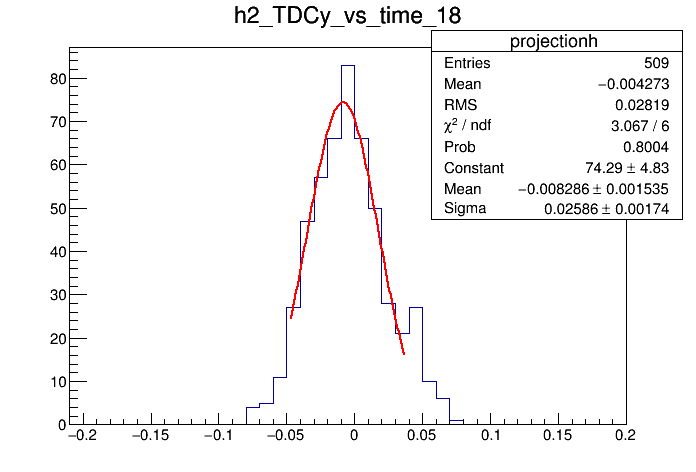 h2_TDCy_vs_time_18
projectionh
Entries 509
Mean −0.004273
RMS 0.02819
χ² / ndf 3.067 / 6
Prob 0.8004
Constant 74.29 ± 4.83
Mean −0.008286 ± 0.001535
Sigma 0.02586 ± 0.00174
80
70
60
50
40
30
20
10
0
−0.2 −0.15 −0.1 −0.05 0 0.05 0.1 0.15 0.2